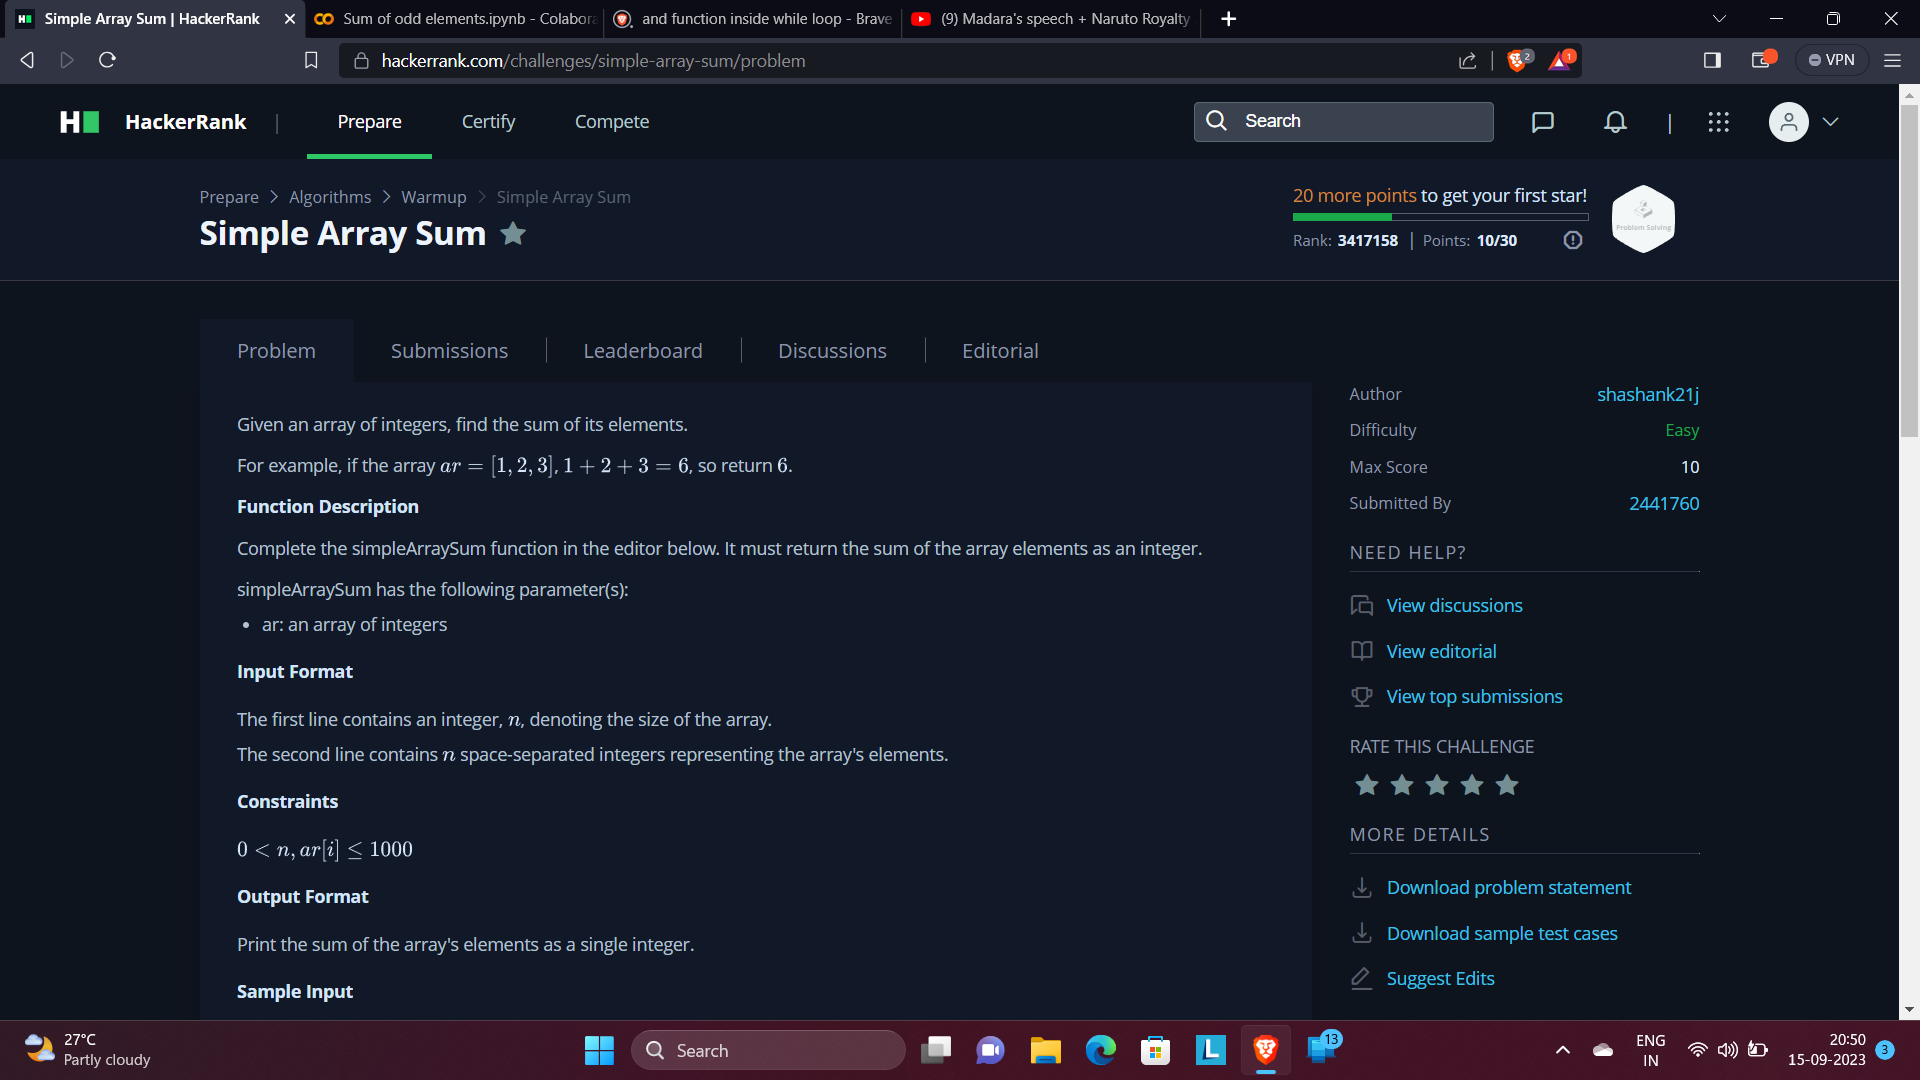 Simple Array Sum | HackerRank
Sum of odd elements.ipynb - Colabora
and function inside while loop - Brave
(9) Madara's speech + Naruto Royalty
hackerrank.com/challenges/simple-array-sum/problem
2
1
VPN
H
HackerRank
|
Prepare
Certify
Compete
Search
|
Prepare > Algorithms > Warmup > Simple Array Sum
Simple Array Sum
20 more points to get your first star!
Rank: 3417158 | Points: 10/30
Problem Solving
Problem
Submissions
Leaderboard
Discussions
Editorial
Given an array of integers, find the sum of its elements.
For example, if the array ar = [1, 2, 3], 1 + 2 + 3 = 6, so return 6.
Function Description
Complete the simpleArraySum function in the editor below. It must return the sum of the array elements as an integer.
simpleArraySum has the following parameter(s):
• ar: an array of integers
Input Format
The first line contains an integer, n, denoting the size of the array.
The second line contains n space-separated integers representing the array's elements.
Constraints
0 < n, ar[i] ≤ 1000
Output Format
Print the sum of the array's elements as a single integer.
Sample Input
Author shashank21j
Difficulty Easy
Max Score 10
Submitted By 2441760
NEED HELP?
View discussions
View editorial
View top submissions
RATE THIS CHALLENGE
MORE DETAILS
Download problem statement
Download sample test cases
Suggest Edits
27°C
Partly cloudy
Search
L
13
ENG
IN
20:50
15-09-2023
3